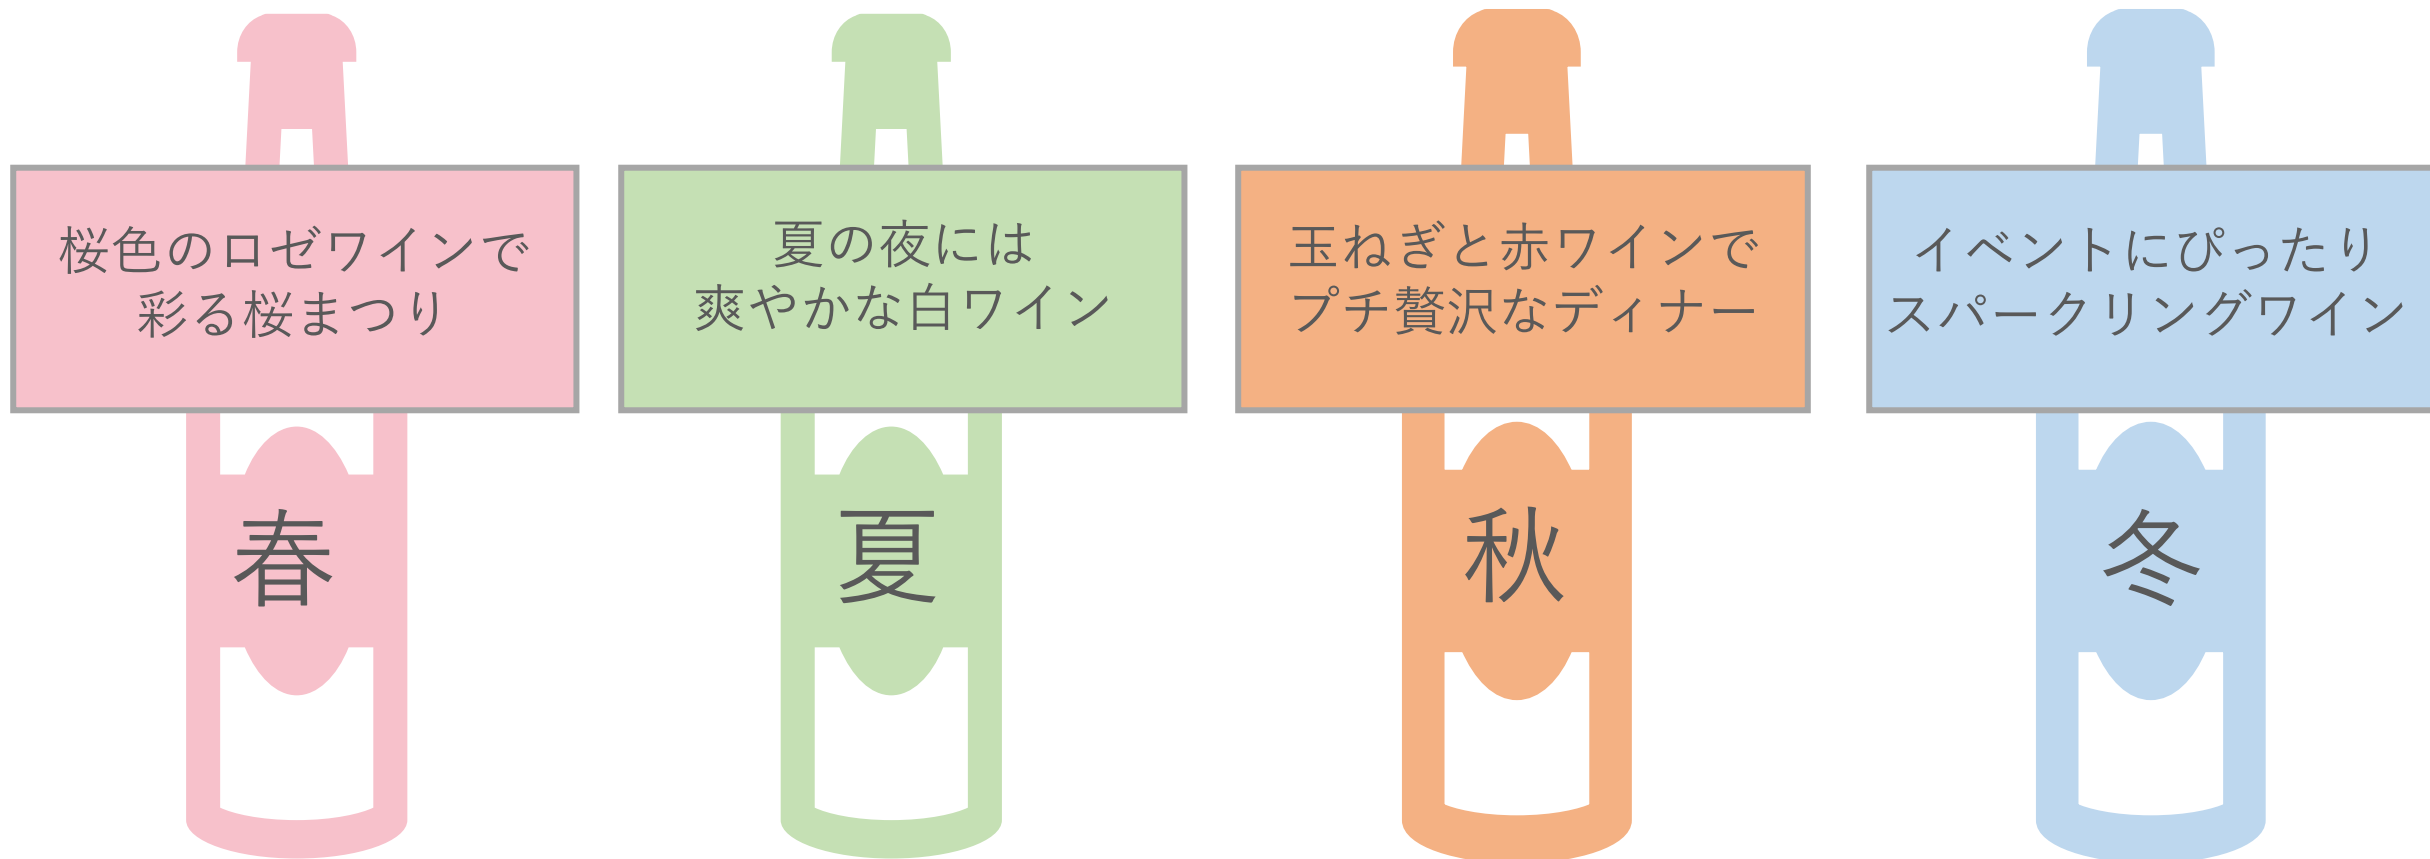 桜色のロゼワインで
彩る桜まつり
春
夏の夜には
爽やかな白ワイン
夏
玉ねぎと赤ワインで
プチ贅沢なディナー
秋
イベントにぴったり
スパークリングワイン
冬